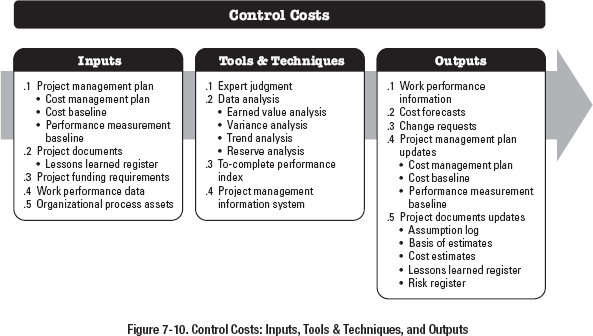 Control Costs
Inputs
.1 Project management plan
• Cost management plan
• Cost baseline
• Performance measurement
baseline
.2 Project documents
• Lessons learned register
.3 Project funding requirements
.4 Work performance data
.5 Organizational process assets
Tools & Techniques
.1 Expert judgment
.2 Data analysis
• Earned value analysis
• Variance analysis
• Trend analysis
• Reserve analysis
.3 To-complete performance
index
.4 Project management
information system
Outputs
.1 Work performance
information
.2 Cost forecasts
.3 Change requests
.4 Project management plan
updates
• Cost management plan
• Cost baseline
• Performance measurement
baseline
.5 Project documents updates
• Assumption log
• Basis of estimates
• Cost estimates
• Lessons learned register
• Risk register
Figure 7-10. Control Costs: Inputs, Tools & Techniques, and Outputs